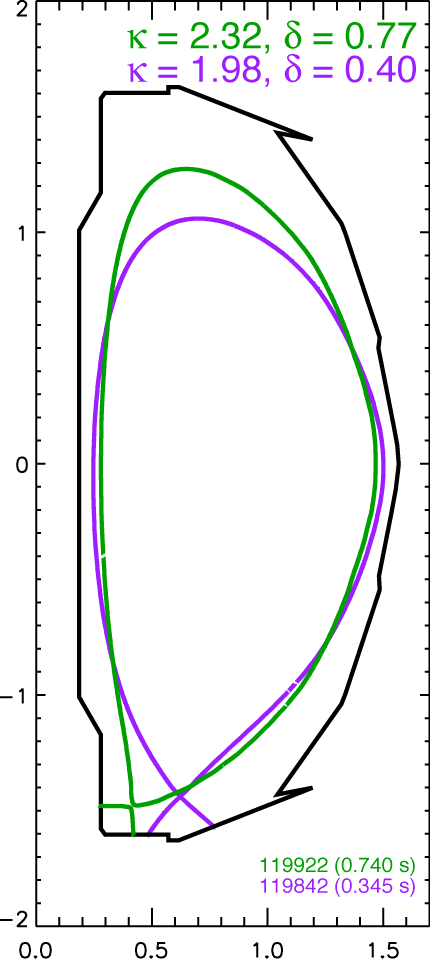 2
κ = 2.32, δ = 0.77
κ = 1.98, δ = 0.40
1
0
−1
119922 (0.740 s)
119842 (0.345 s)
−2
0.0 0.5 1.0 1.5